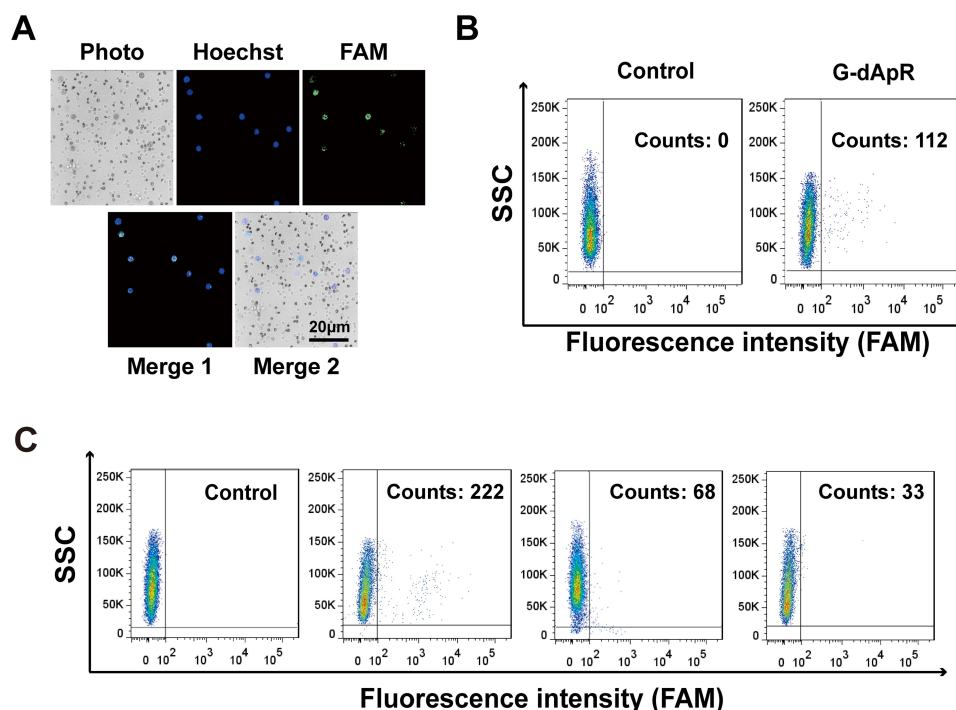 A
Photo Hoechst FAM
20μm
Merge 1 Merge 2
B
Control G-dApR
250K 250K
Counts: 0 Counts: 112
200K 200K
150K 150K
100K 100K
50K 50K
0 0
0 10² 10³ 10⁴ 10⁵ 0 10² 10³ 10⁴ 10⁵
SSC
Fluorescence intensity (FAM)
C
250K 250K 250K 250K
Control Counts: 222 Counts: 68 Counts: 33
200K 200K 200K 200K
150K 150K 150K 150K
100K 100K 100K 100K
50K 50K 50K 50K
0 0 0 0
0 10² 10³ 10⁴ 10⁵ 0 10² 10³ 10⁴ 10⁵ 0 10² 10³ 10⁴ 10⁵ 0 10² 10³ 10⁴ 10⁵
SSC
Fluorescence intensity (FAM)